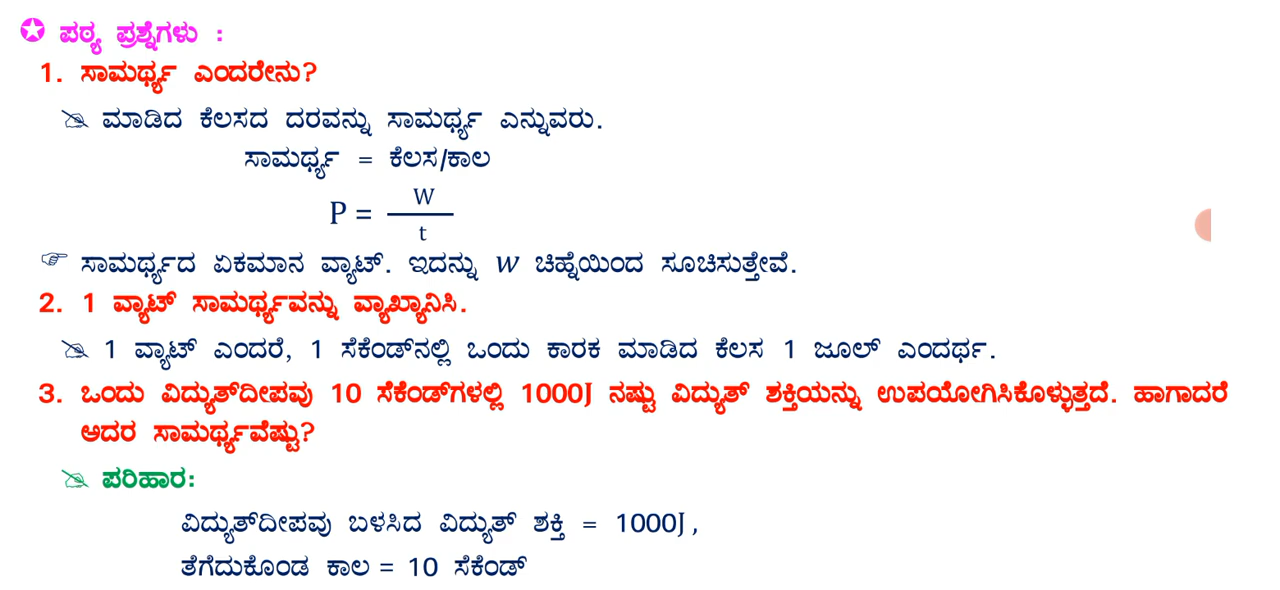 ✪ ಪಠ್ಯ ಪ್ರಶ್ನೆಗಳು :
1. ಸಾಮರ್ಥ್ಯ ಎಂದರೇನು?
ಮಾಡಿದ ಕೆಲಸದ ದರವನ್ನು ಸಾಮರ್ಥ್ಯ ಎನ್ನುವರು.
ಸಾಮರ್ಥ್ಯ = ಕೆಲಸ/ಕಾಲ
P = W
t
☞ ಸಾಮರ್ಥ್ಯದ ಏಕಮಾನ ವ್ಯಾಟ್. ಇದನ್ನು w ಚಿಹ್ನೆಯಿಂದ ಸೂಚಿಸುತ್ತೇವೆ.
2. 1 ವ್ಯಾಟ್ ಸಾಮರ್ಥ್ಯವನ್ನು ವ್ಯಾಖ್ಯಾನಿಸಿ.
1 ವ್ಯಾಟ್ ಎಂದರೆ, 1 ಸೆಕೆಂಡ್‌ನಲ್ಲಿ ಒಂದು ಕಾರಕ ಮಾಡಿದ ಕೆಲಸ 1 ಜೂಲ್ ಎಂದರ್ಥ.
3. ಒಂದು ವಿದ್ಯುತ್‌ದೀಪವು 10 ಸೆಕೆಂಡ್‌ಗಳಲ್ಲಿ 1000J ನಷ್ಟು ವಿದ್ಯುತ್ ಶಕ್ತಿಯನ್ನು ಉಪಯೋಗಿಸಿಕೊಳ್ಳುತ್ತದೆ. ಹಾಗಾದರೆ
ಅದರ ಸಾಮರ್ಥ್ಯವೆಷ್ಟು?
ಪರಿಹಾರ:
ವಿದ್ಯುತ್‌ದೀಪವು ಬಳಸಿದ ವಿದ್ಯುತ್ ಶಕ್ತಿ = 1000J,
ತೆಗೆದುಕೊಂಡ ಕಾಲ = 10 ಸೆಕೆಂಡ್